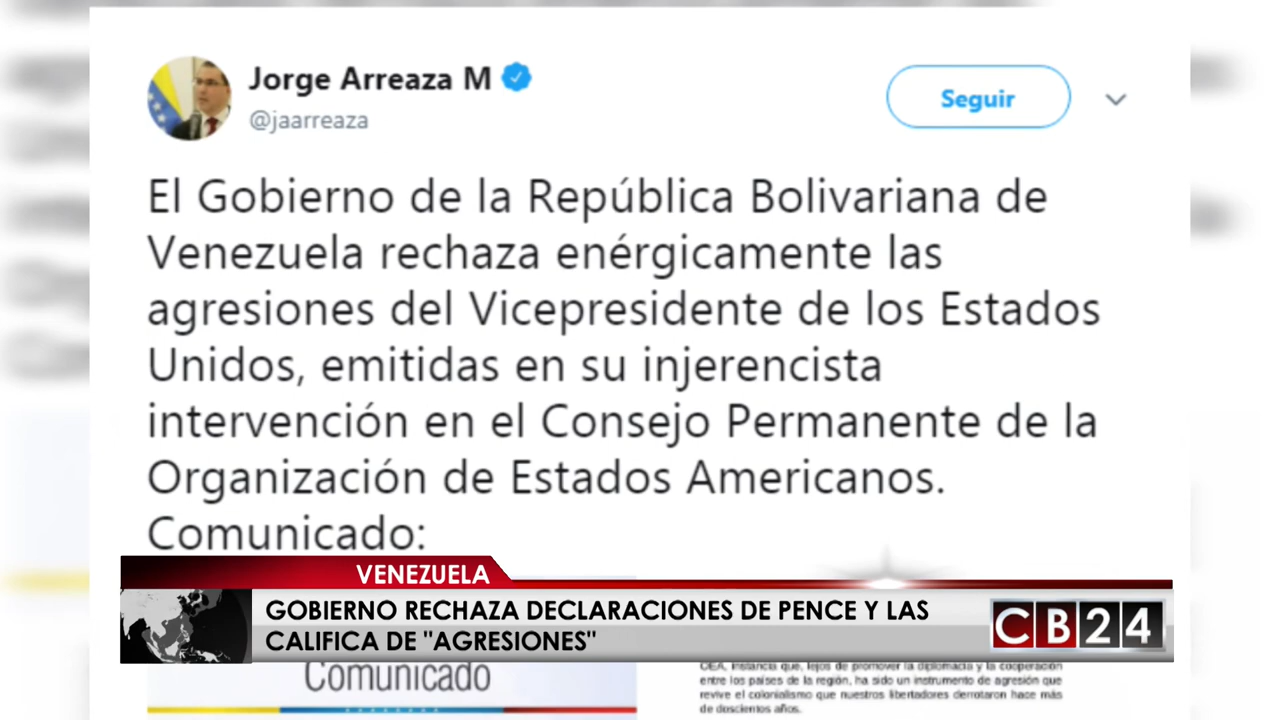 Jorge Arreaza M
@jaarreaza
Seguir
El Gobierno de la República Bolivariana de
Venezuela rechaza enérgicamente las
agresiones del Vicepresidente de los Estados
Unidos, emitidas en su injerencista
intervención en el Consejo Permanente de la
Organización de Estados Americanos.
Comunicado:
VENEZUELA
GOBIERNO RECHAZA DECLARACIONES DE PENCE Y LAS
CALIFICA DE "AGRESIONES"
CB24
Comunicado
OEA, instancia que, lejos de promover la diplomacia y la cooperación
entre los países de la región, ha sido un instrumento de agresión que
revive el colonialismo que nuestros libertadores derrotaron hace más
de doscientos años.